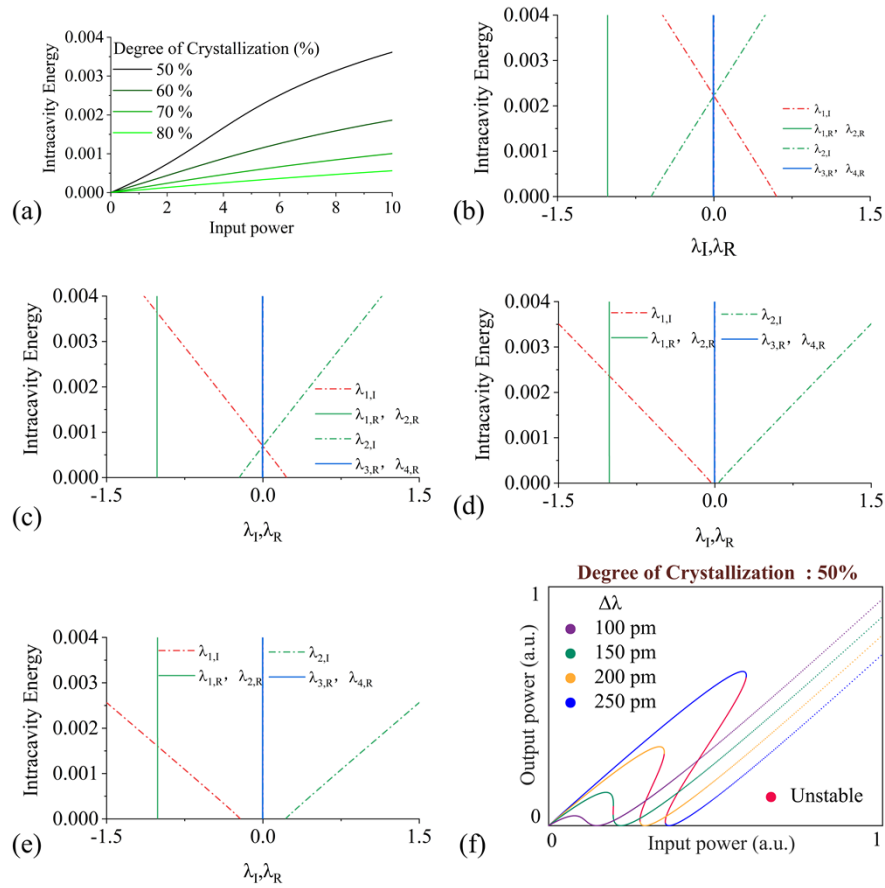 Degree of Crystallization (%)
50 %
60 %
70 %
80 %
Intracavity Energy
0.004
0.003
0.002
0.001
0.000
0 2 4 6 8 10
Input power
(a)
Intracavity Energy
0.004
0.003
0.002
0.001
0.000
λ1,I
λ1,R, λ2,R
λ2,I
λ3,R, λ4,R
-1.5 0.0 1.5
λI,λR
(b)
Intracavity Energy
0.004
0.003
0.002
0.001
0.000
λ1,I
λ1,R, λ2,R
λ2,I
λ3,R, λ4,R
-1.5 0.0 1.5
λI,λR
(c)
Intracavity Energy
0.004
0.003
0.002
0.001
0.000
λ1,I λ2,I
λ1,R, λ2,R λ3,R, λ4,R
-1.5 0.0 1.5
λI,λR
(d)
Intracavity Energy
0.004
0.003
0.002
0.001
0.000
λ1,I λ2,I
λ1,R, λ2,R λ3,R, λ4,R
-1.5 0.0 1.5
λI,λR
(e)
Degree of Crystallization : 50%
Output power (a.u.)
1
0
Δλ
100 pm
150 pm
200 pm
250 pm
Unstable
0 1
Input power (a.u.)
(f)